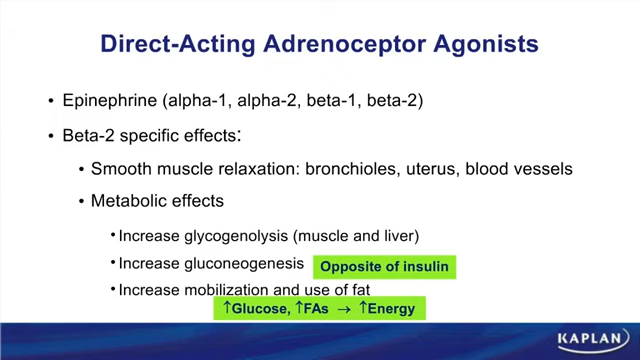 Direct-Acting Adrenoceptor Agonists
• Epinephrine (alpha-1, alpha-2, beta-1, beta-2)
• Beta-2 specific effects:
• Smooth muscle relaxation: bronchioles, uterus, blood vessels
• Metabolic effects
• Increase glycogenolysis (muscle and liver)
• Increase gluconeogenesis Opposite of insulin
• Increase mobilization and use of fat
↑Glucose, ↑FAs → ↑Energy
KAPLAN